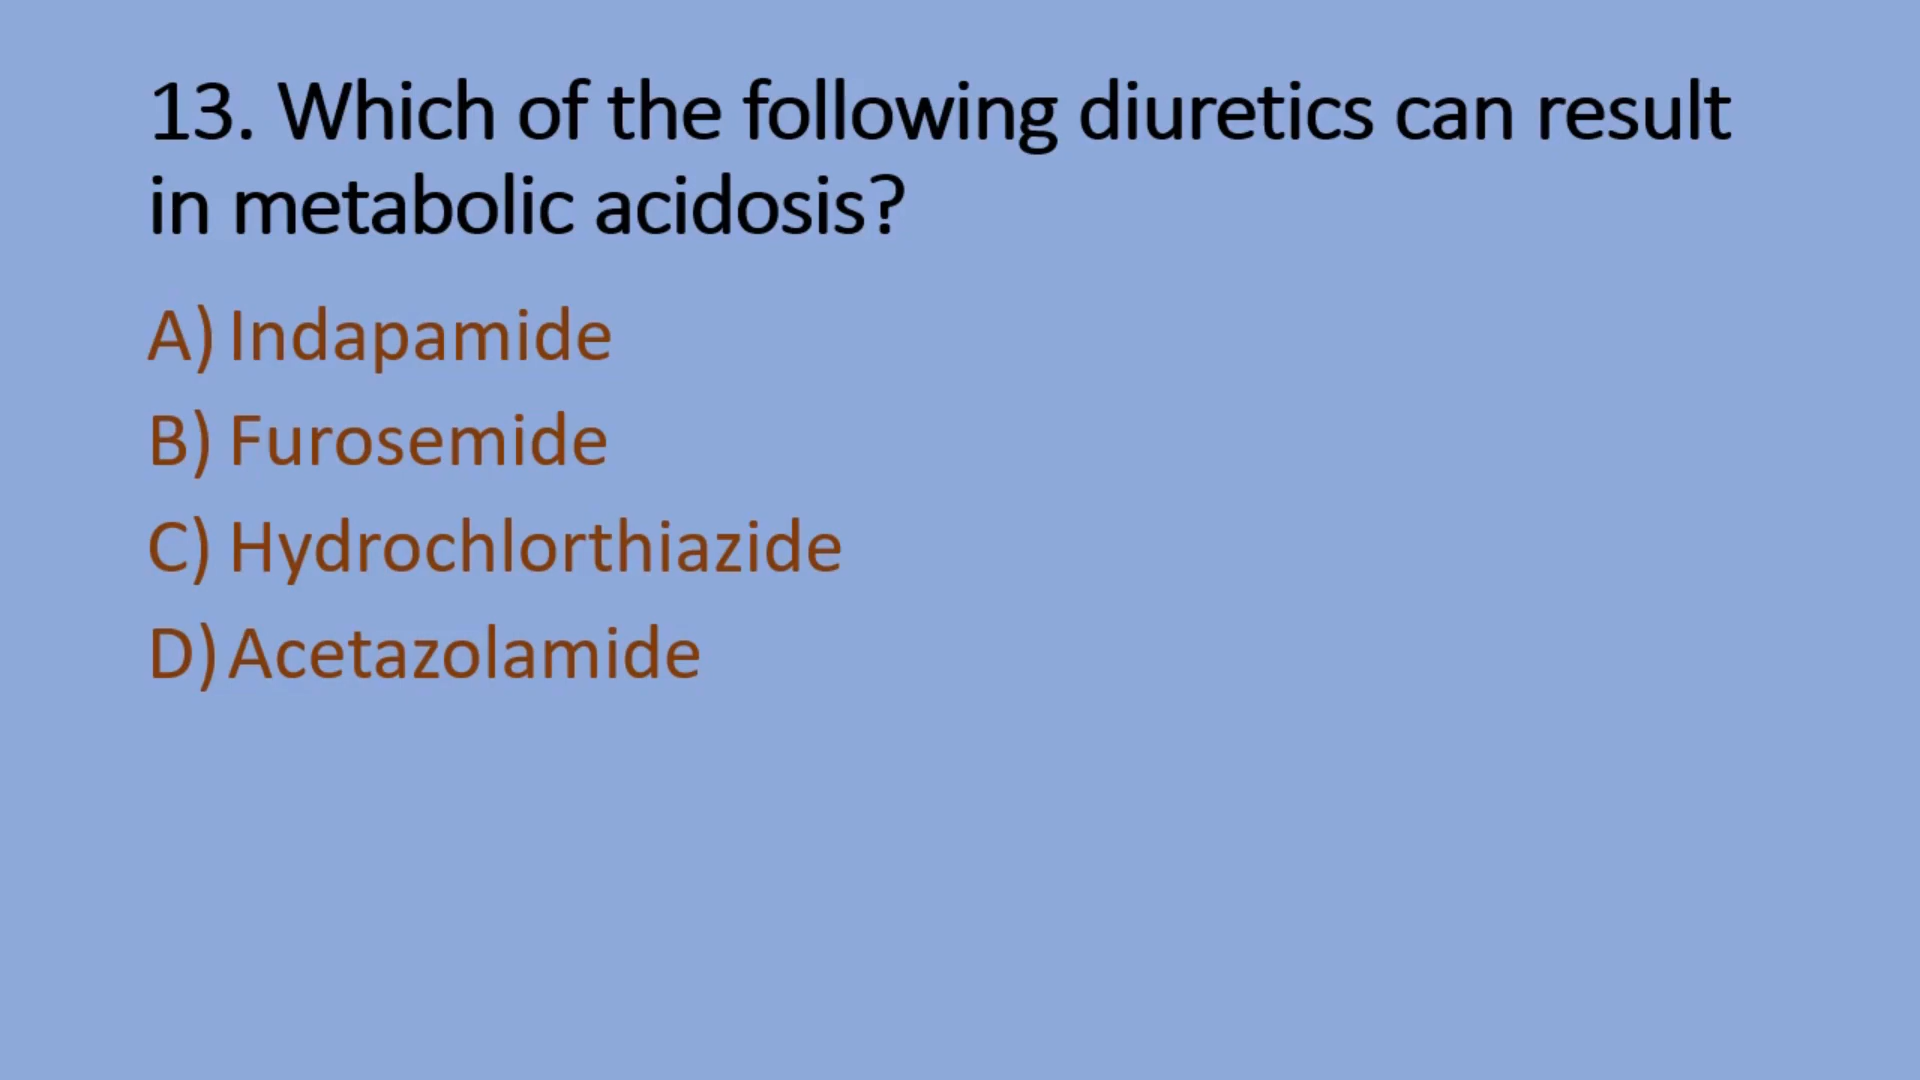 13. Which of the following diuretics can result
in metabolic acidosis?
A) Indapamide
B) Furosemide
C) Hydrochlorthiazide
D) Acetazolamide